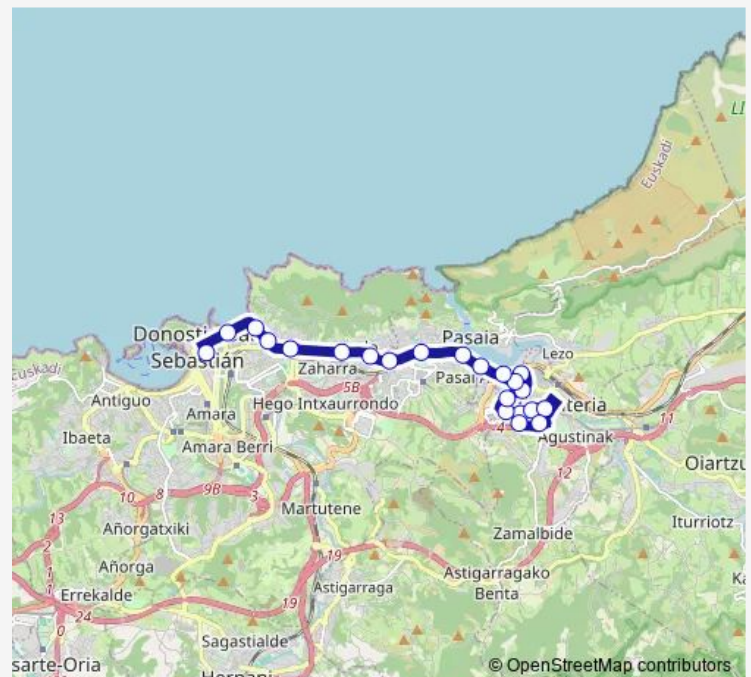 LI
Euskadi
Donosti
Sebastián
Pasaia
Lezo
Zaharra
5B
Pasai A
Euskadi
Antiguo
Amara
Hego Intxaurrondo
teria
Ibaeta
Amara Berri
4
Agustinak
11
12
Oiartzu
10
8
9B
3
Martutene
13
Añorgatxiki
Zamalbide
Iturriotz
Añorga
19
Astigarragako
Benta
Errekalde
Astigarraga
19
24
0
Sagastialde
sarte-Oria
Hernani
© OpenStreetMap contributors